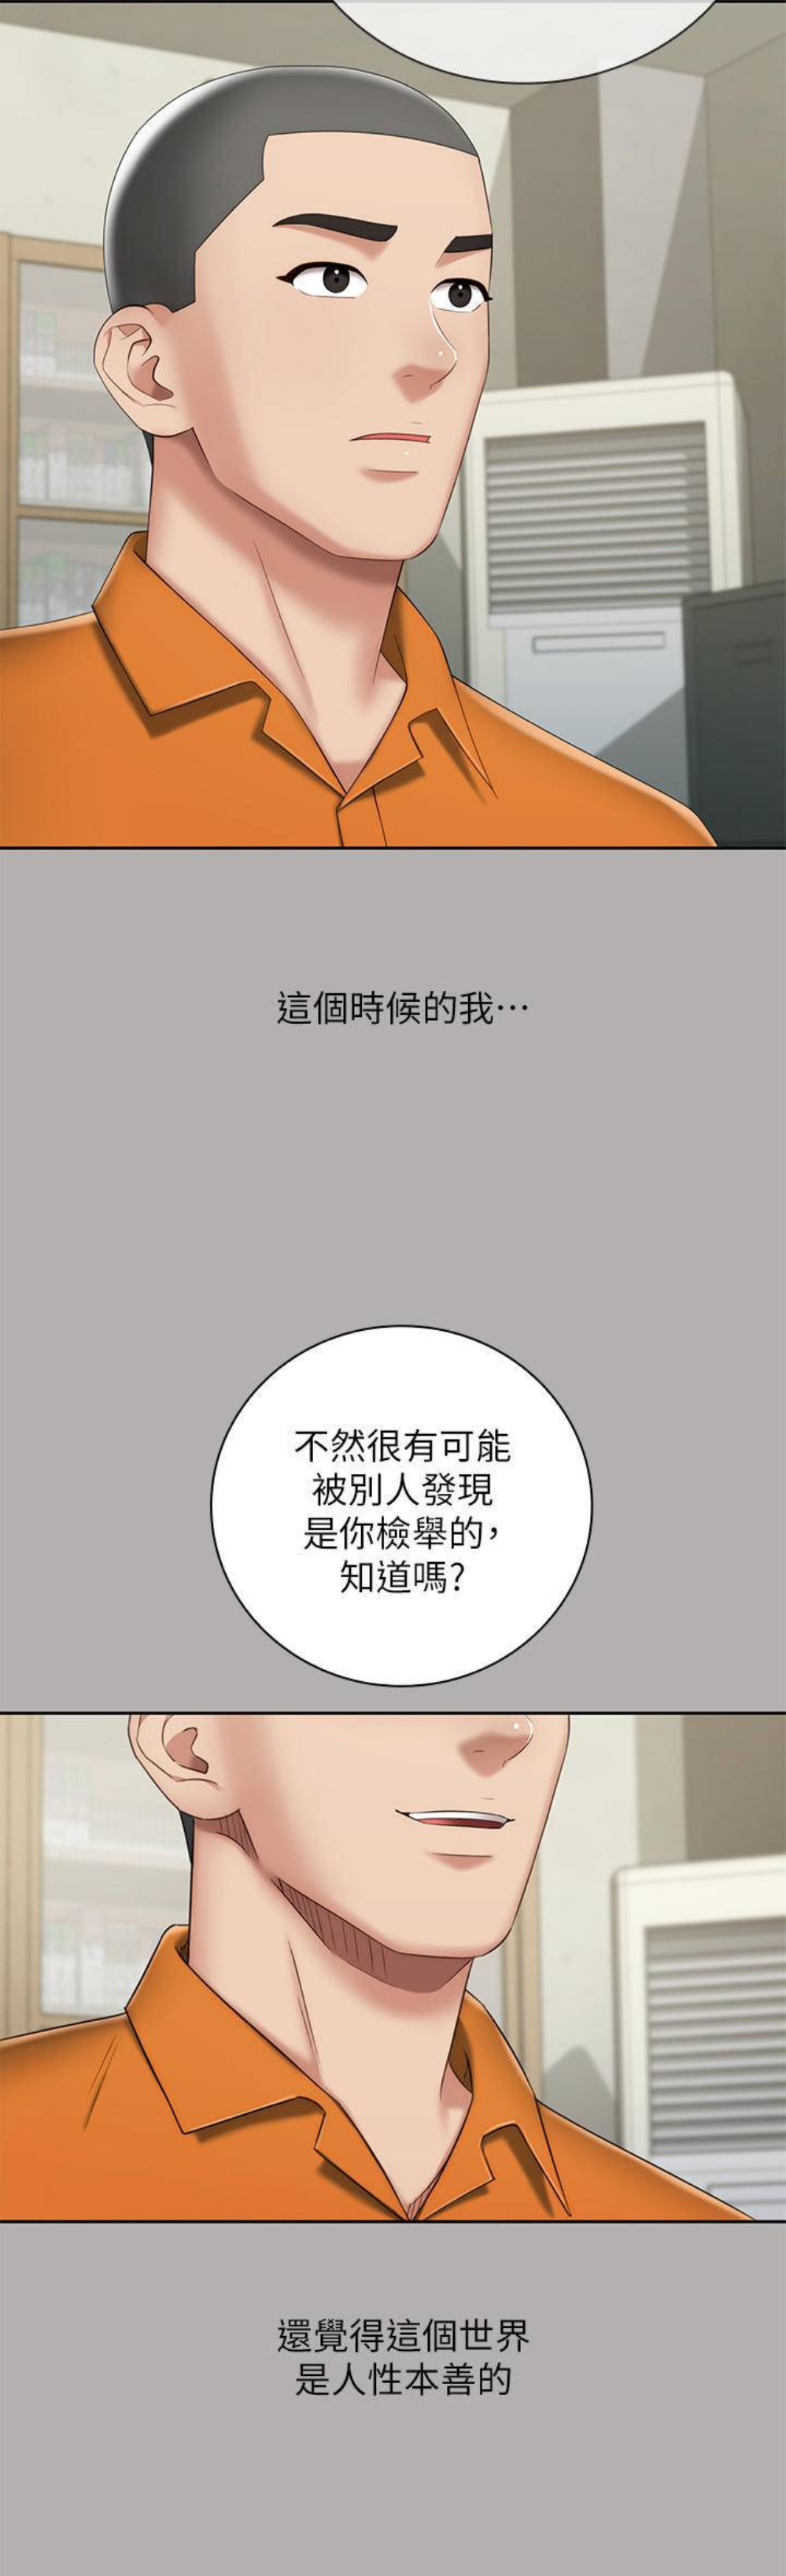 這個時候的我⋯
不然很有可能
被別人發現
是你檢舉的，
知道嗎?
還覺得這個世界
是人性本善的